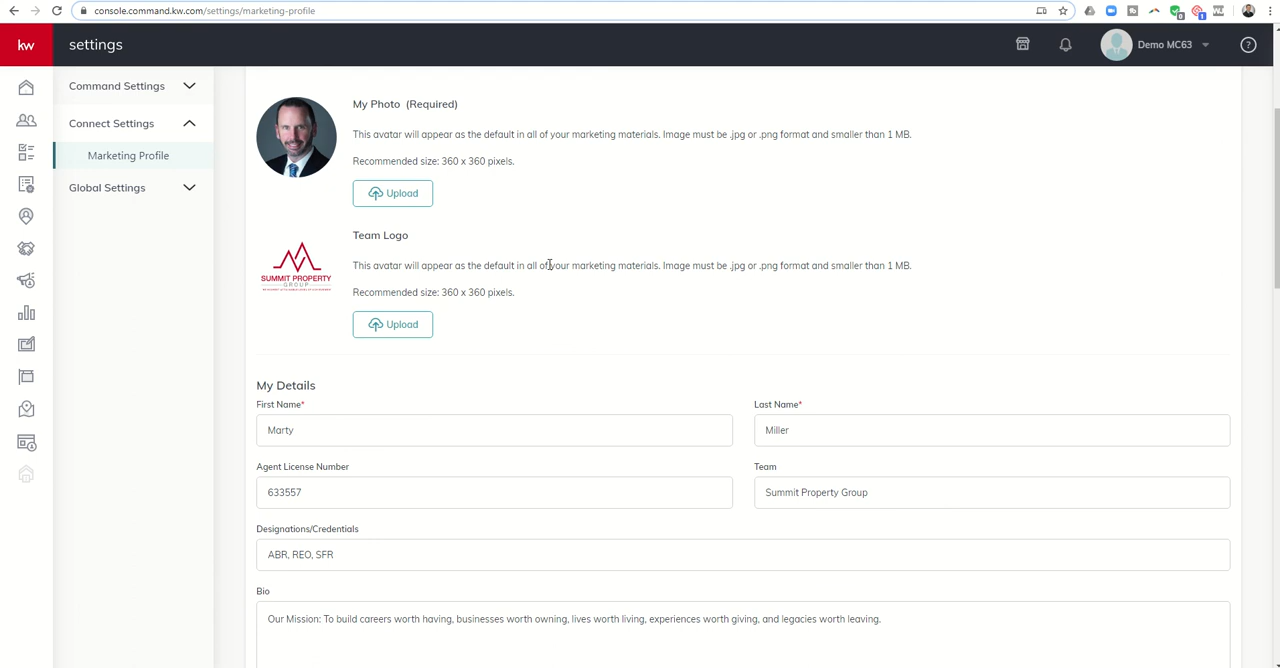 console.command.kw.com/settings/marketing-profile
kw
settings
Demo MC63
Command Settings
Connect Settings
Marketing Profile
Global Settings
My Photo (Required)
This avatar will appear as the default in all of your marketing materials. Image must be .jpg or .png format and smaller than 1 MB.
Recommended size: 360 x 360 pixels.
Upload
Team Logo
SUMMIT PROPERTY
GROUP
This avatar will appear as the default in all of your marketing materials. Image must be .jpg or .png format and smaller than 1 MB.
Recommended size: 360 x 360 pixels.
Upload
My Details
First Name*
Last Name*
Marty
Miller
Agent License Number
Team
633557
Summit Property Group
Designations/Credentials
ABR, REO, SFR
Bio
Our Mission: To build careers worth having, businesses worth owning, lives worth living, experiences worth giving, and legacies worth leaving.